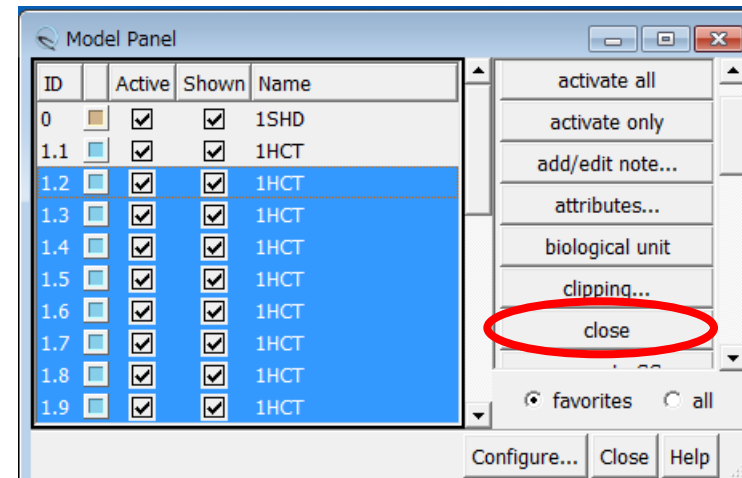 Model Panel
ID Active Shown Name
0 1SHD
1.1 1HCT
1.2 1HCT
1.3 1HCT
1.4 1HCT
1.5 1HCT
1.6 1HCT
1.7 1HCT
1.8 1HCT
1.9 1HCT
activate all
activate only
add/edit note...
attributes...
biological unit
clipping...
close
favorites all
Configure... Close Help